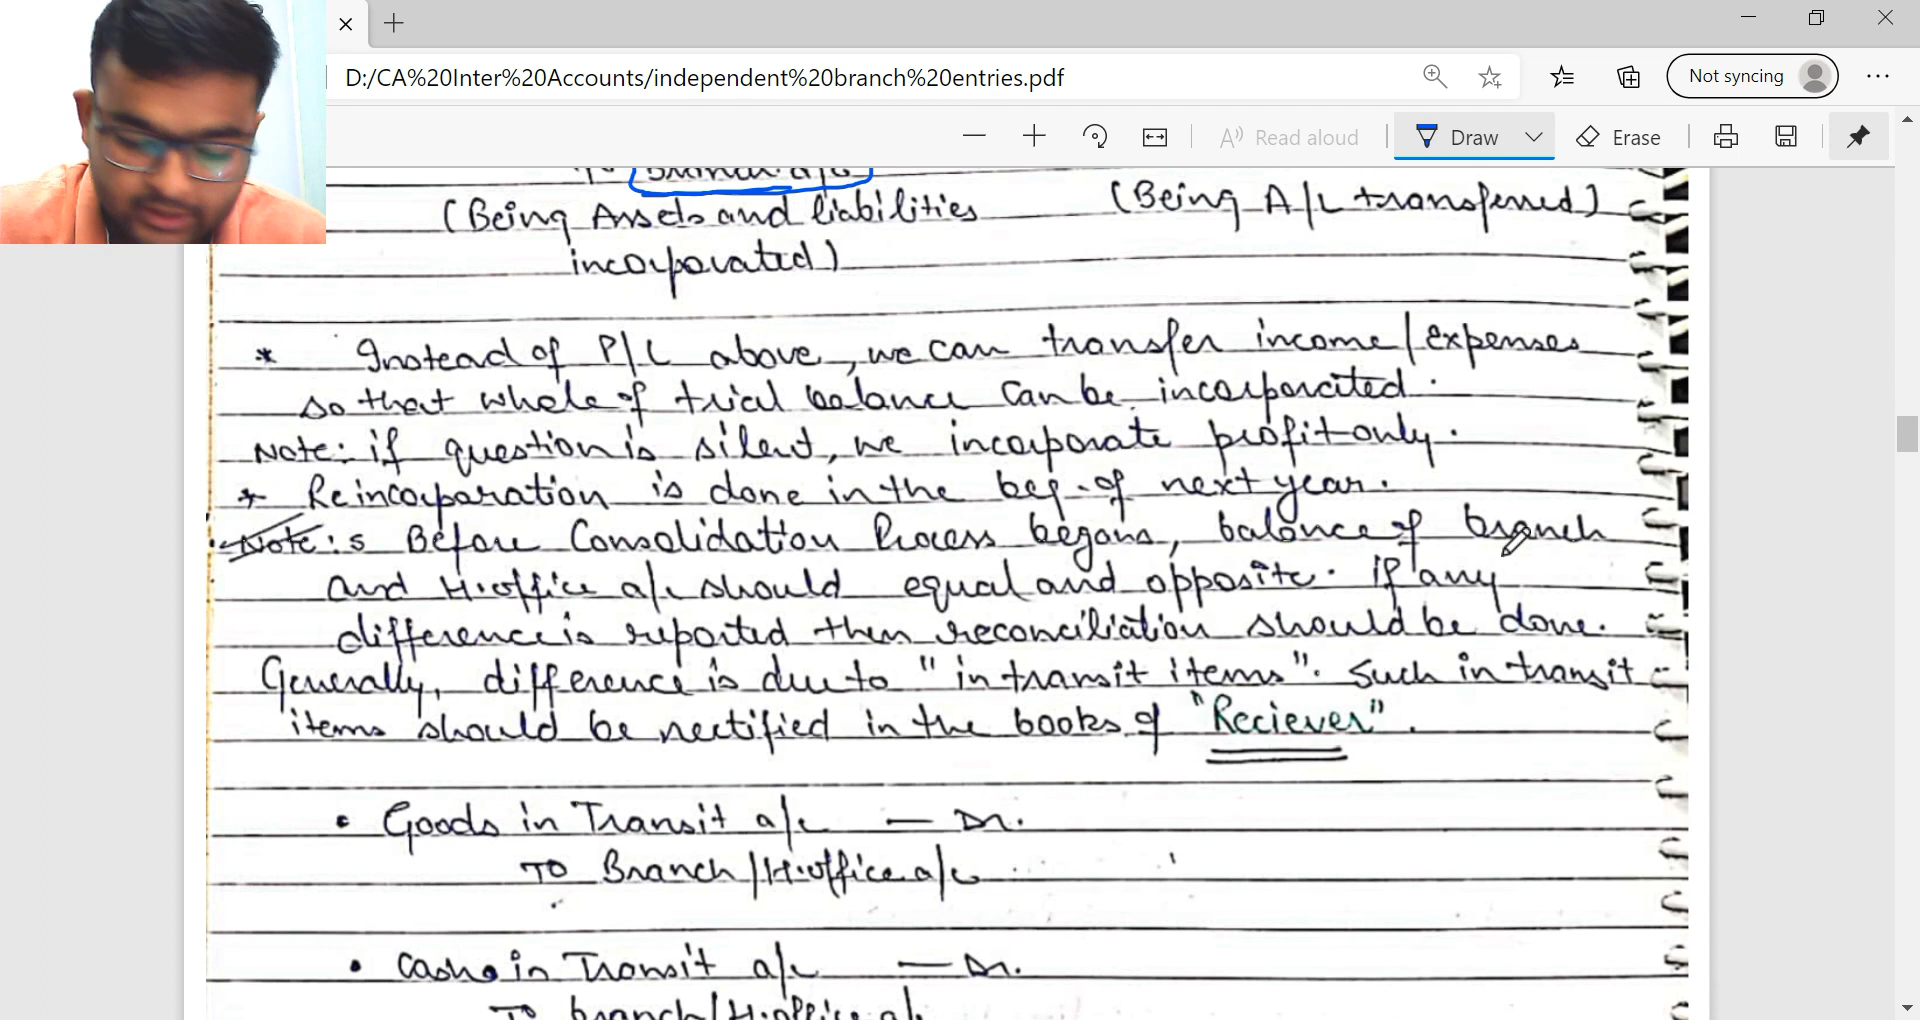 D:/CA%20Inter%20Accounts/independent%20branch%20entries.pdf
Not syncing
Read aloud
Draw
Erase
(Being Assets and liabilities
incorporated)
(Being A/L transferred)
* Instead of P/L above, we can transfer income/expenses
so that whole of trial balance can be incorporated.
Note: if question is silent, we incorporate profit only.
* Reincorporation is done in the beg. of next year.
Note:s Before Consolidation Process begans, balance of branch
and H.office a/c should equal and opposite. If any
difference is reported then reconciliation should be done.
Generally, difference is due to "in transit items". Such in transit
items should be rectified in the books of "Reciever".
• Goods in Transit a/c — Dr.
To Branch/H.office a/c
• Cash in Transit a/c — Dr.
To branch/H.office a/c